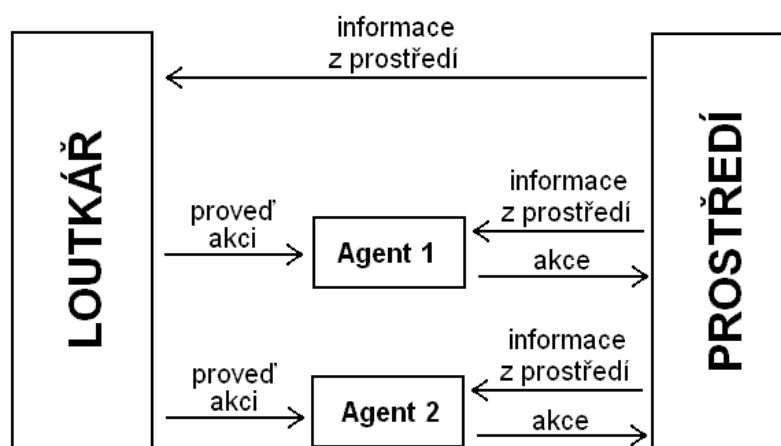 informace
z prostředí
LOUTKÁŘ
PROSTŘEDÍ
informace
z prostředí
proveď
akci
Agent 1
akce
informace
z prostředí
proveď
akci
Agent 2
akce